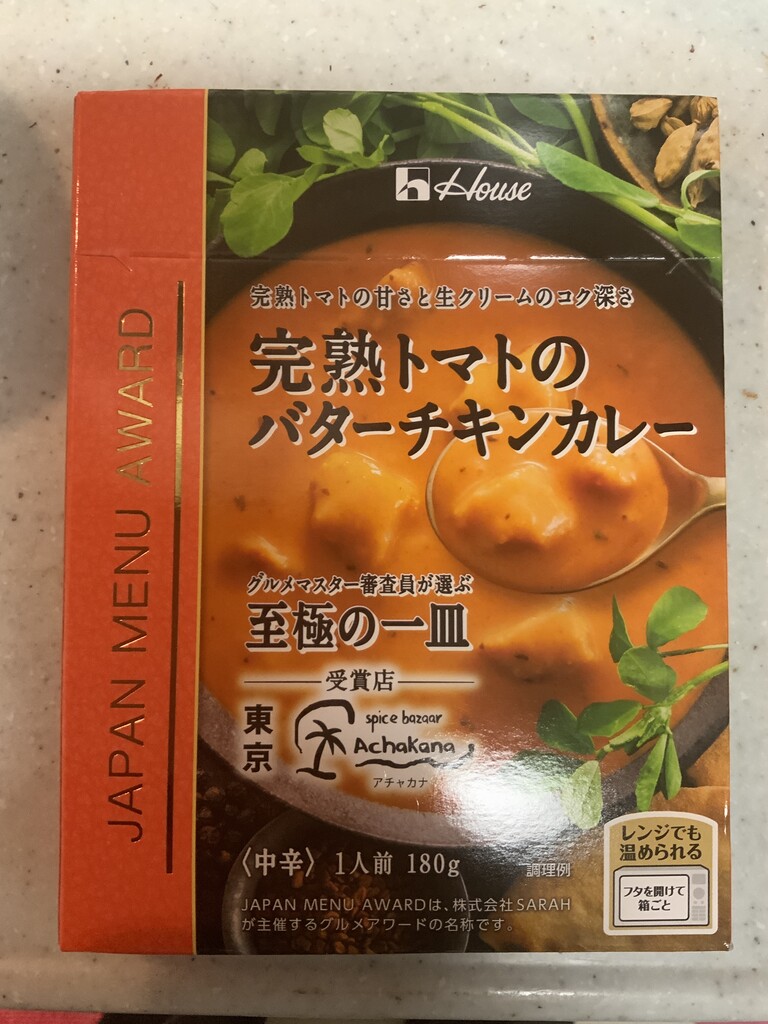 House
完熟トマトの甘さと生クリームのコク深さ
完熟トマトの
バターチキンカレー
JAPAN MENU AWARD
グルメマスター審査員が選ぶ
至極の一皿
受賞店
東京
spice bazaar
Achakana
アチャカナ
〈中辛〉 1人前 180g
調理例
JAPAN MENU AWARDは、株式会社SARAH
が主催するグルメアワードの名称です。
レンジでも
温められる
フタを開けて
箱ごと